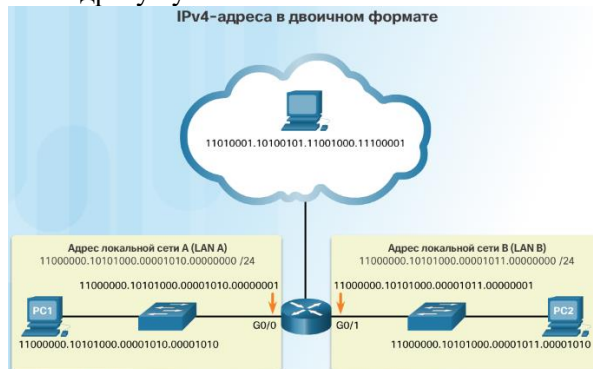 IPv4-адреса в двоичном формате
11010001.10100101.11001000.11100001
Адрес локальной сети A (LAN A)
11000000.10101000.00001010.00000000 /24
11000000.10101000.00001010.00000001
PC1
G0/0
11000000.10101000.00001010.00001010
Адрес локальной сети B (LAN B)
11000000.10101000.00001011.00000000 /24
11000000.10101000.00001011.00000001
G0/1
PC2
11000000.10101000.00001011.00001010